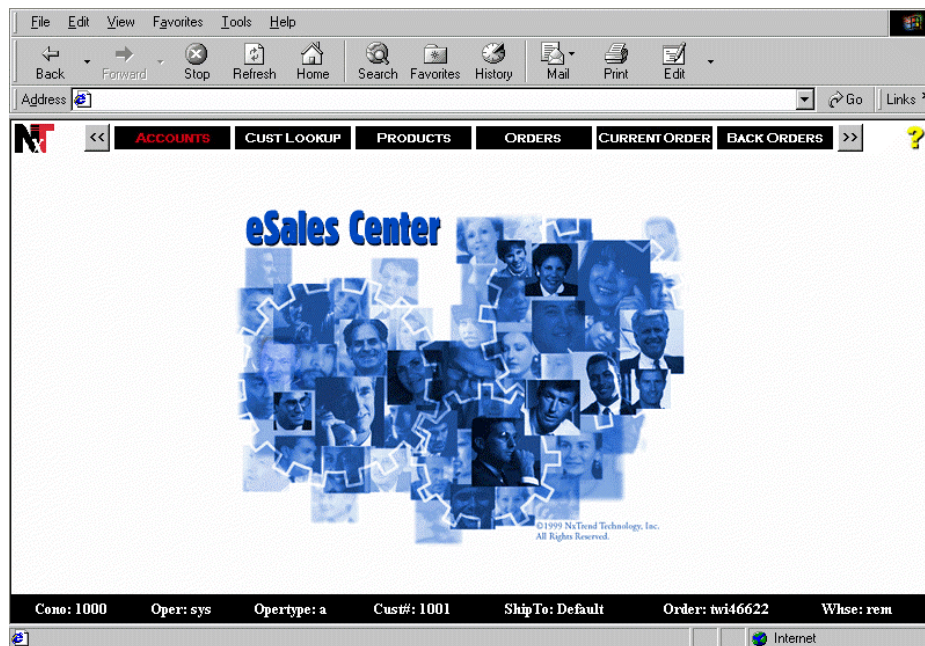 File Edit View Favorites Tools Help
Back Forward Stop Refresh Home Search Favorites History Mail Print Edit
Address Go Links
NxT << ACCOUNTS CUST LOOKUP PRODUCTS ORDERS CURRENT ORDER BACK ORDERS >> ?
eSales Center
©1999 NxTrend Technology, Inc.
All Rights Reserved.
Cono: 1000 Oper: sys Opertype: a Cust#: 1001 ShipTo: Default Order: twi46622 Whse: rem
Internet